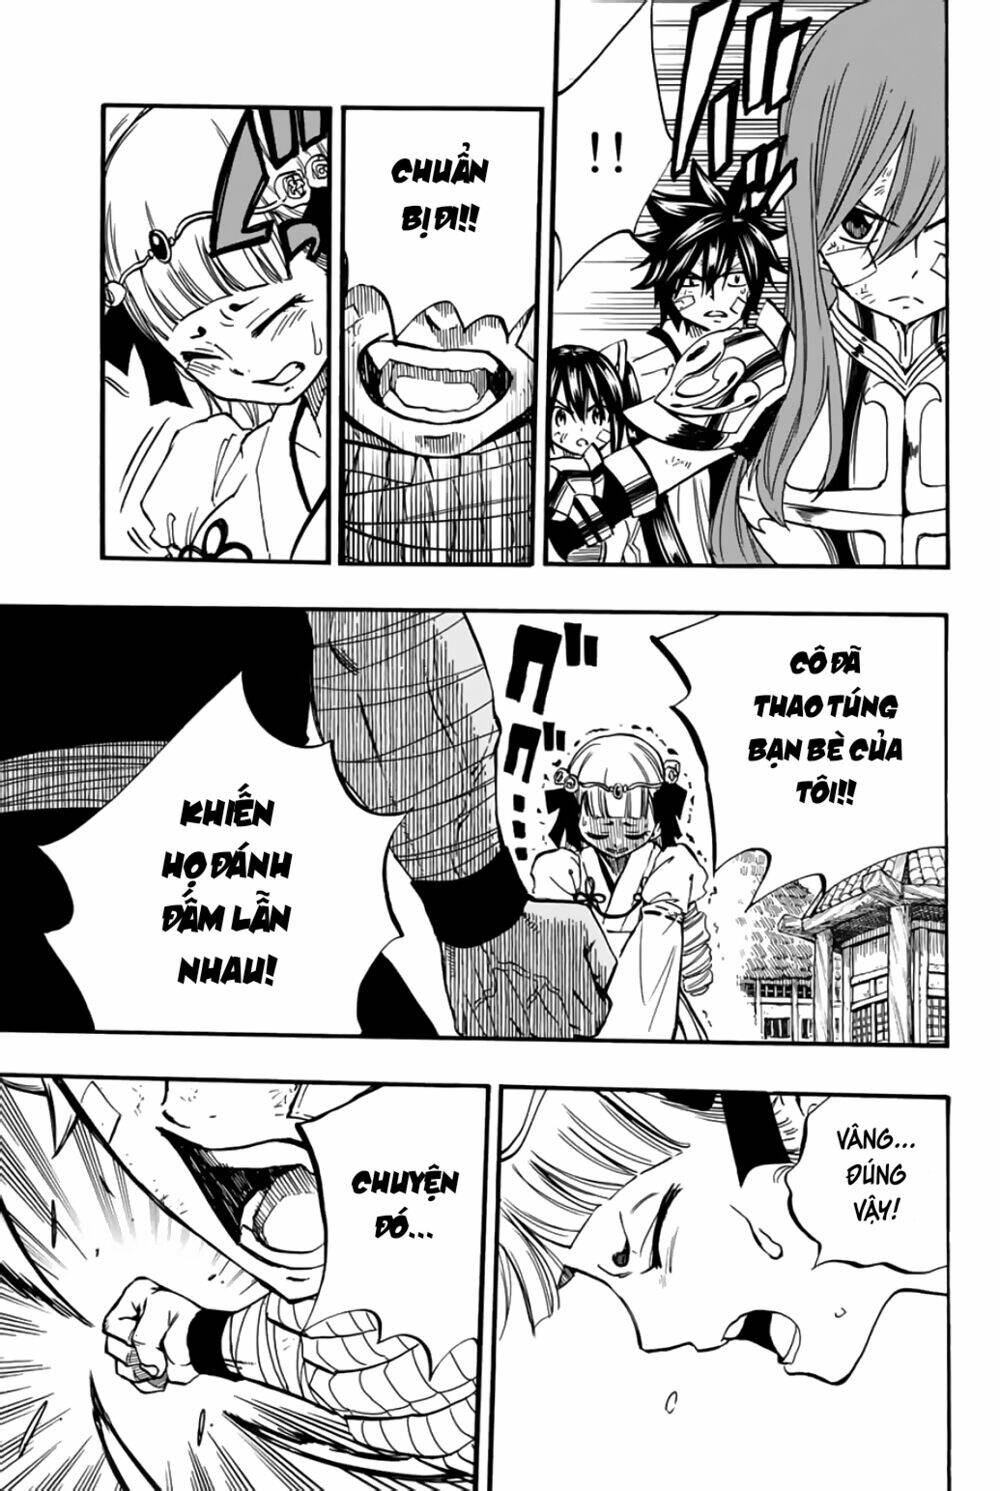 !!
CHUẨN
BỊ ĐI!!
CÔ ĐÃ
THAO TÚNG
BẠN BÈ CỦA
TÔI!!
KHIẾN
HỌ ĐÁNH
ĐẤM LẪN
NHAU!
VÂNG...
ĐÚNG
VẬY!
CHUYỆN
ĐÓ...